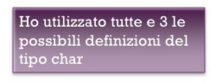 Ho utilizzato tutte e 3 le
possibili definizioni del
tipo char